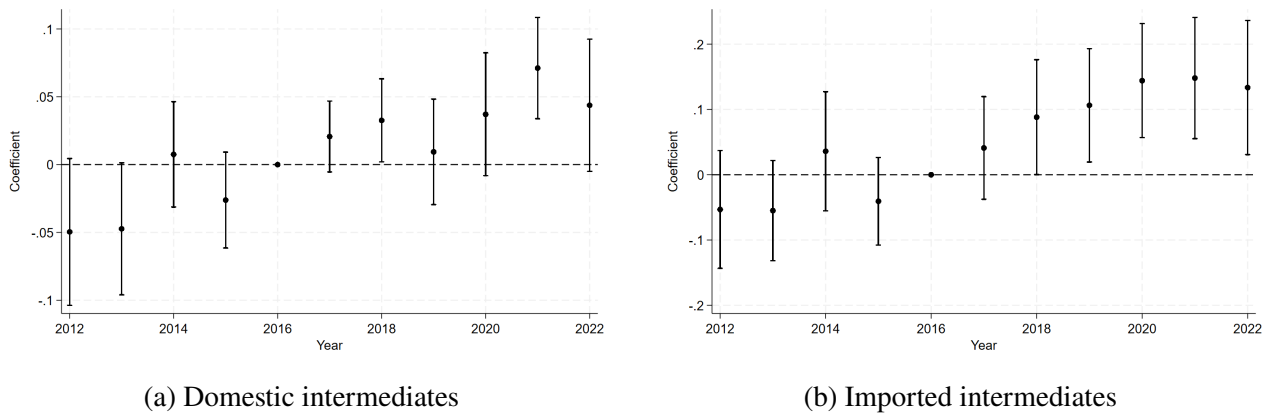 .1
.05
0
-.05
-.1
Coefficient
2012 2014 2016 2018 2020 2022
Year
(a) Domestic intermediates
.2
.1
0
-.1
-.2
Coefficient
2012 2014 2016 2018 2020 2022
Year
(b) Imported intermediates